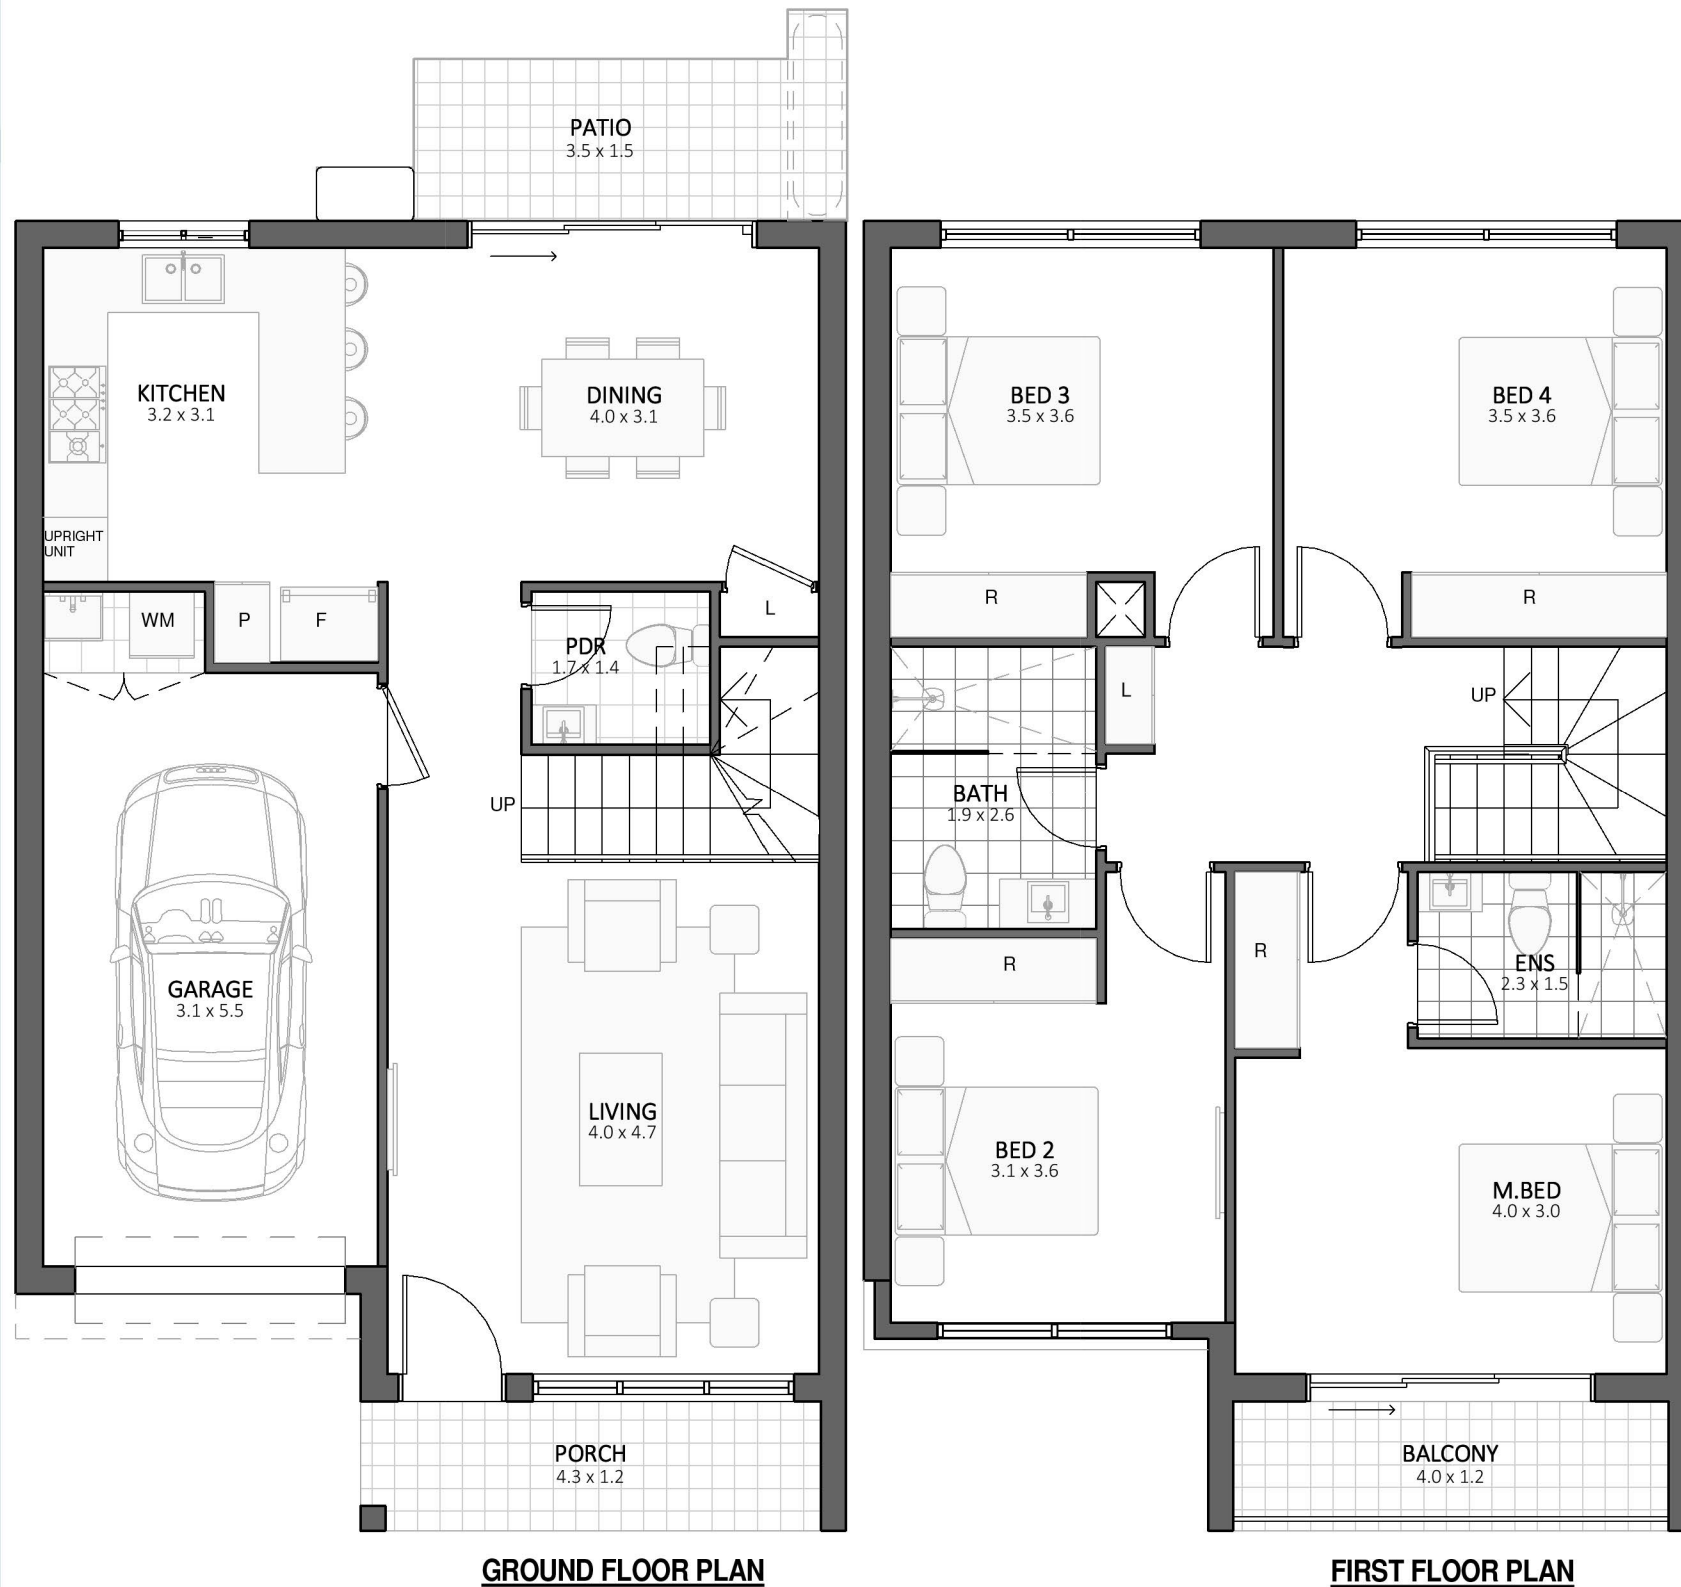 PATIO
3.5 x 1.5
KITCHEN
3.2 x 3.1
DINING
4.0 x 3.1
UPRIGHT
UNIT
WM
P
F
PDR
1.7 x 1.4
L
UP
GARAGE
3.1 x 5.5
LIVING
4.0 x 4.7
PORCH
4.3 x 1.2
GROUND FLOOR PLAN
BED 3
3.5 x 3.6
BED 4
3.5 x 3.6
R
R
L
UP
BATH
1.9 x 2.6
R
R
ENS
2.3 x 1.5
BED 2
3.1 x 3.6
M.BED
4.0 x 3.0
BALCONY
4.0 x 1.2
FIRST FLOOR PLAN